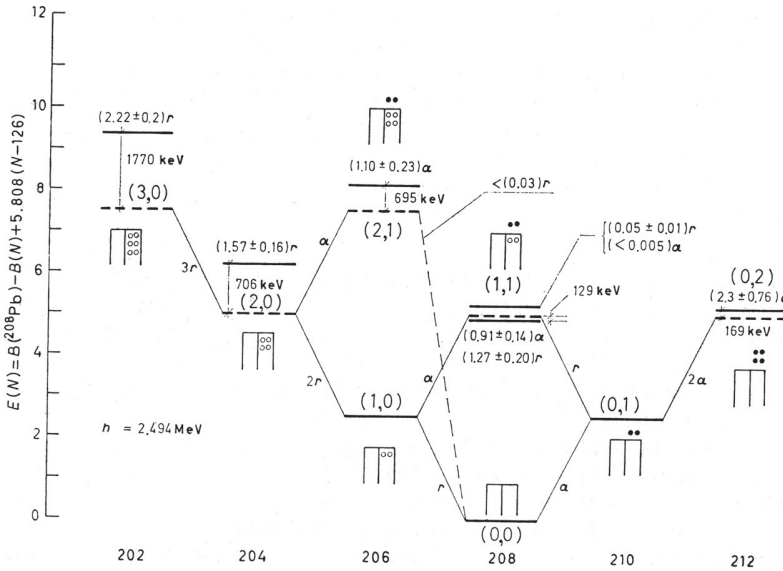 E(N)=B(²⁰⁸Pb)−B(N)+5.808(N−126)
12
10
8
6
4
2
0
(2.22±0.2)r
1770 keV
(3,0)
3r
(1.57±0.16)r
706 keV
(2,0)
α
2r
(1.10±0.23)α
695 keV
(2,1)
<(0.03)r
(1,0)
α
r
(1,1)
(0.05±0.01)r
(<0.005)α
129 keV
(0.91±0.14)α
(1.27±0.20)r
r
(0,1)
α
(0,0)
(0,2)
(2.3±0.76)
169 keV
2α
ħ = 2.494 MeV
202 204 206 208 210 212